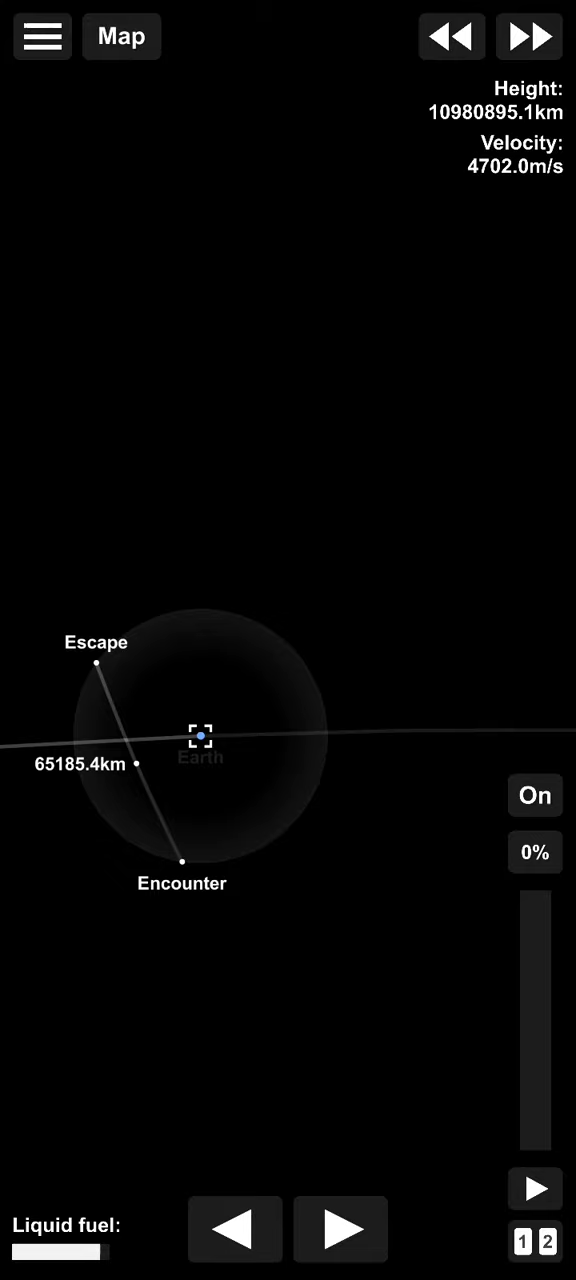 Map
Height:
10980895.1km
Velocity:
4702.0m/s
Escape
Earth
65185.4km
Encounter
On
0%
Liquid fuel:
1 2